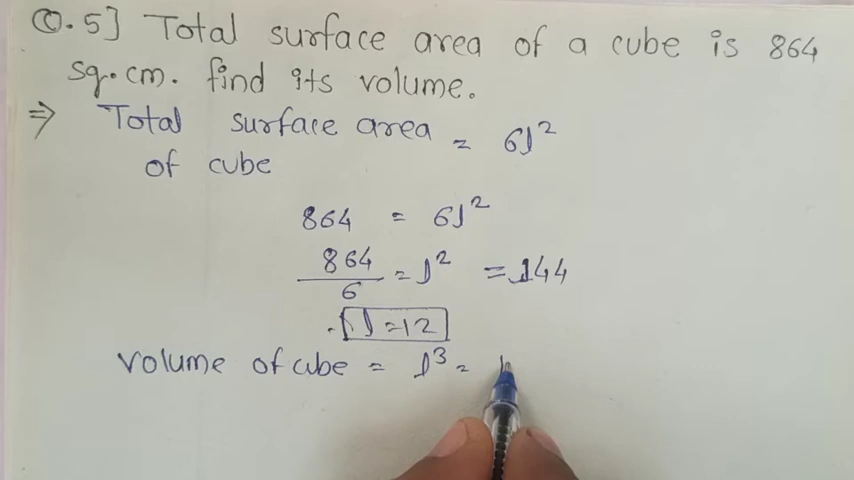 Q.5] Total surface area of a cube is 864
sq.cm. find its volume.
⇒ Total surface area = 6l²
of cube
864 = 6l²
864/6 = l² = 144
∴ l = 12
Volume of cube = l³ =